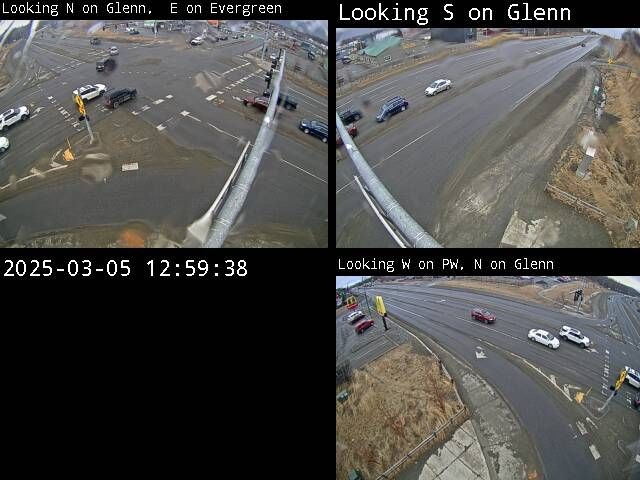 Looking N on Glenn,  E on Evergreen
Looking S on Glenn
2025-03-05 12:59:38
Looking W on PW, N on Glenn